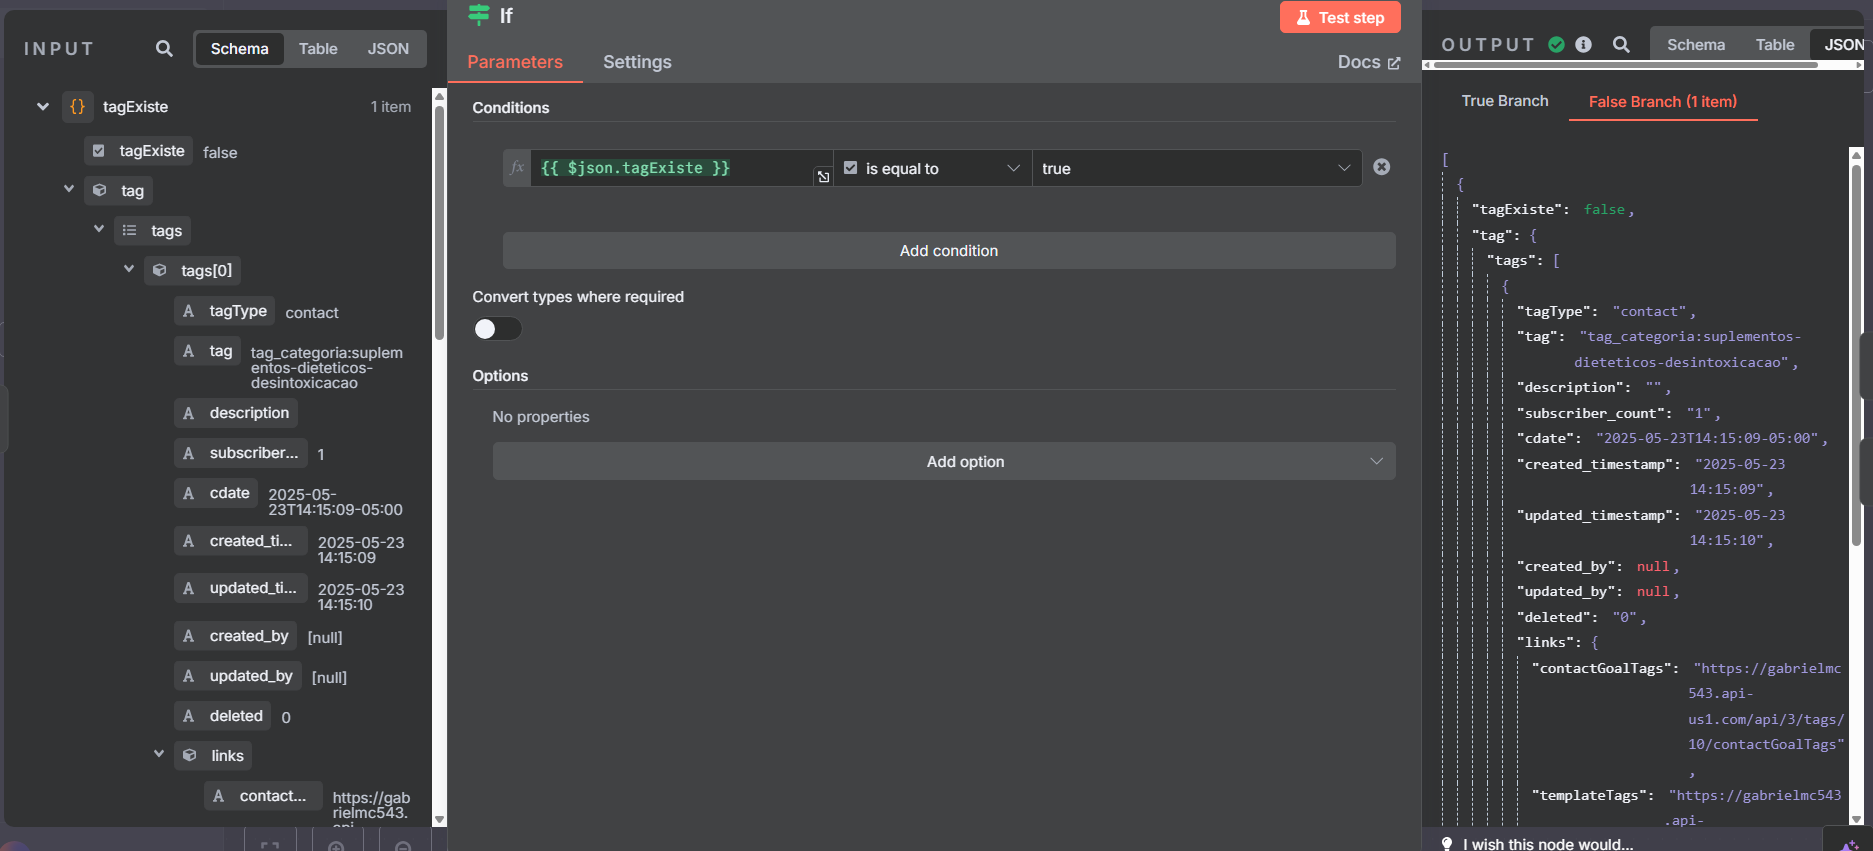 INPUT
Schema
Table
JSON
tagExiste
1 item
tagExiste
false
tag
tags
tags[0]
tagType
contact
tag
tag_categoria:suplem
entos-dieteticos-
desintoxicacao
description
subscriber...
1
cdate
2025-05-
23T14:15:09-05:00
created_ti...
2025-05-23
14:15:09
updated_ti...
2025-05-23
14:15:10
created_by
[null]
updated_by
[null]
deleted
0
links
contact...
https://gab
rielmc543.
If
Test step
Parameters
Settings
Docs
Conditions
fx
{{ $json.tagExiste }}
is equal to
true
Add condition
Convert types where required
Options
No properties
Add option
OUTPUT
Schema
Table
JSON
True Branch
False Branch (1 item)
[
{
"tagExiste": false,
"tag": {
"tags": [
{
"tagType": "contact",
"tag": "tag_categoria:suplementos-
dieteticos-desintoxicacao",
"description": "",
"subscriber_count": "1",
"cdate": "2025-05-23T14:15:09-05:00",
"created_timestamp": "2025-05-23
14:15:09",
"updated_timestamp": "2025-05-23
14:15:10",
"created_by": null,
"updated_by": null,
"deleted": "0",
"links": {
"contactGoalTags": "https://gabrielmc
543.api-
us1.com/api/3/tags/
10/contactGoalTags"
,
"templateTags": "https://gabrielmc543
.api-
I wish this node would...